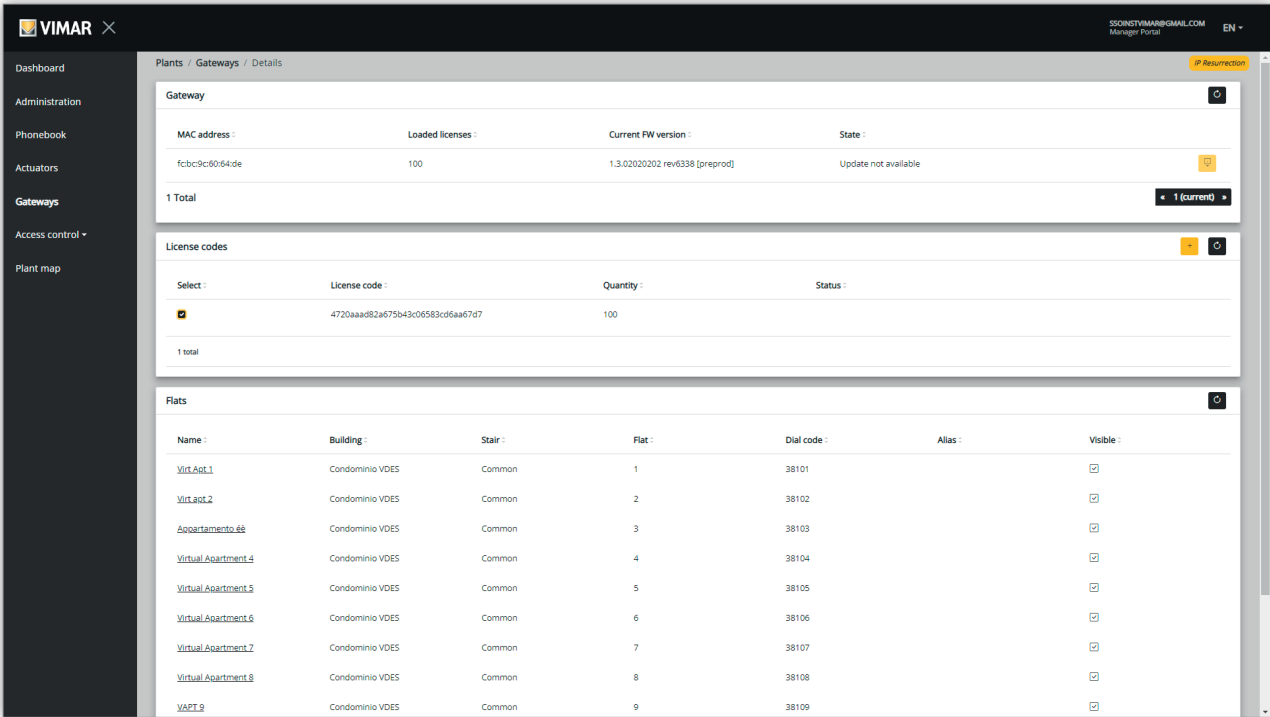 VIMAR
SSOINSTVIMAR@GMAIL.COM
Manager Portal
EN
Dashboard
Administration
Phonebook
Actuators
Gateways
Access control
Plant map
Plants / Gateways / Details
IP Resurrection
Gateway
MAC address Loaded licenses Current FW version State
fc:bc:9c:60:64:de 100 1.3.02020202 rev6338 [preprod] Update not available
1 Total
« 1 (current) »
License codes
+
Select License code Quantity Status
4720aaad82a675b43c06583cd6aa67d7 100
1 total
Flats
Name Building Stair Flat Dial code Alias Visible
Virt Apt 1 Condominio VDES Common 1 38101
Virt apt 2 Condominio VDES Common 2 38102
Appartamento éè Condominio VDES Common 3 38103
Virtual Apartment 4 Condominio VDES Common 4 38104
Virtual Apartment 5 Condominio VDES Common 5 38105
Virtual Apartment 6 Condominio VDES Common 6 38106
Virtual Apartment 7 Condominio VDES Common 7 38107
Virtual Apartment 8 Condominio VDES Common 8 38108
VAPT 9 Condominio VDES Common 9 38109